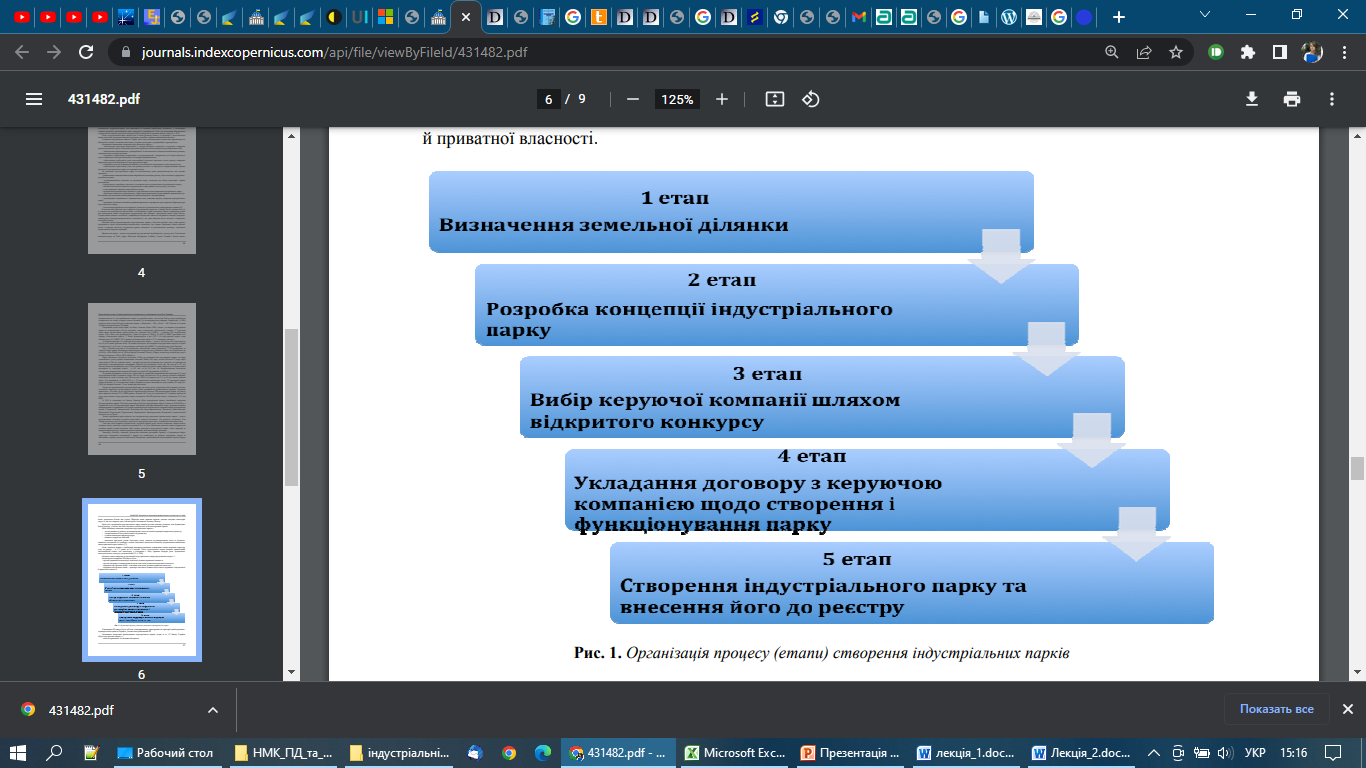 journals.indexcopernicus.com/api/file/viewByFileId/431482.pdf
431482.pdf
6 / 9
125%
й приватної власності.
1 етап
Визначення земельної ділянки
2 етап
Розробка концепції індустріального
парку
3 етап
Вибір керуючої компанії шляхом
відкритого конкурсу
4 етап
Укладання договору з керуючою
компанією щодо створення і
функціонування парку
5 етап
Створення індустріального парку та
внесення його до реєстру
Рис. 1. Організація процесу (етапи) створення індустріальних парків
4
5
6
431482.pdf
Показать все
Рабочий стол
НМК_ПД_та_...
індустріальні...
431482.pdf - ...
Microsoft Exc...
Презентація ...
лекція_1.doc...
Лекція_2.doc...
УКР
15:16